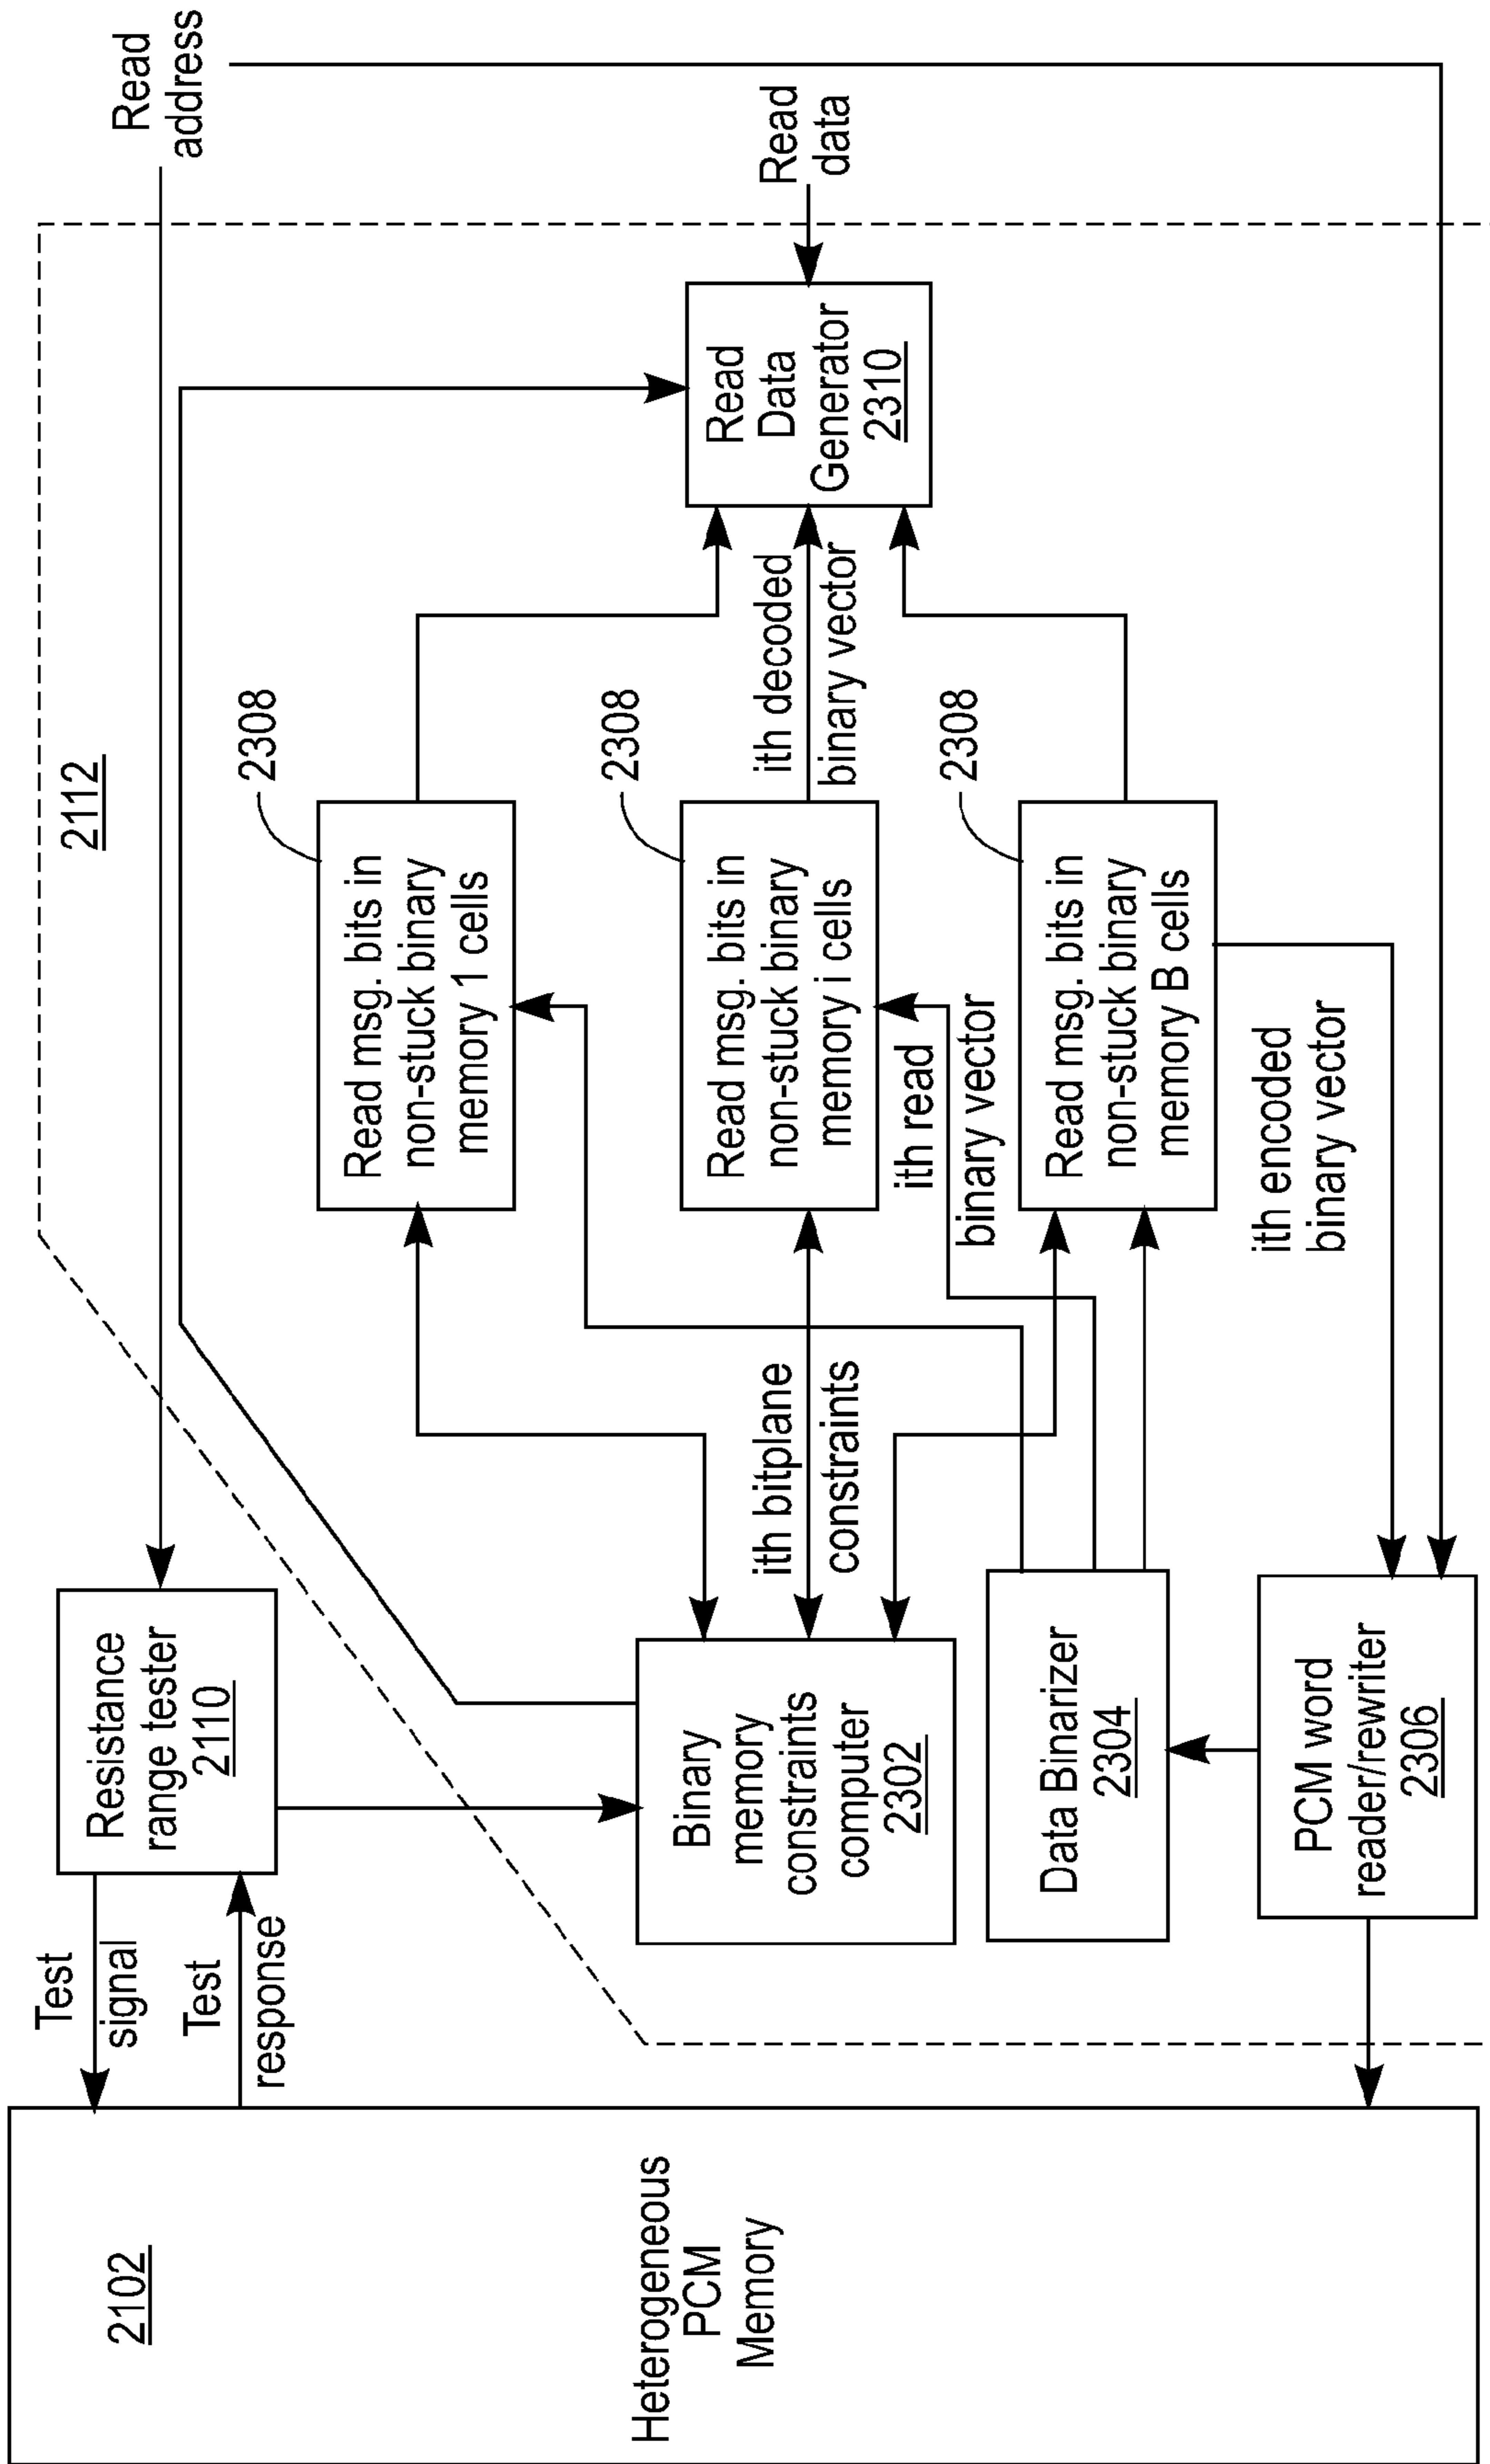 2102
Heterogeneous
PCM
Memory
Test
signal
Test
response
Resistance
range tester
2110
Read
address
2112
Binary
memory
constraints
computer
2302
ith bitplane
constraints
Data Binarizer
2304
PCM word
reader/rewriter
2306
2308
Read msg. bits in
non-stuck binary
memory 1 cells
2308
Read msg. bits in
non-stuck binary
memory i cells
ith read
binary vector
2308
Read msg. bits in
non-stuck binary
memory B cells
ith encoded
binary vector
ith decoded
binary vector
Read
Data
Generator
2310
Read
data